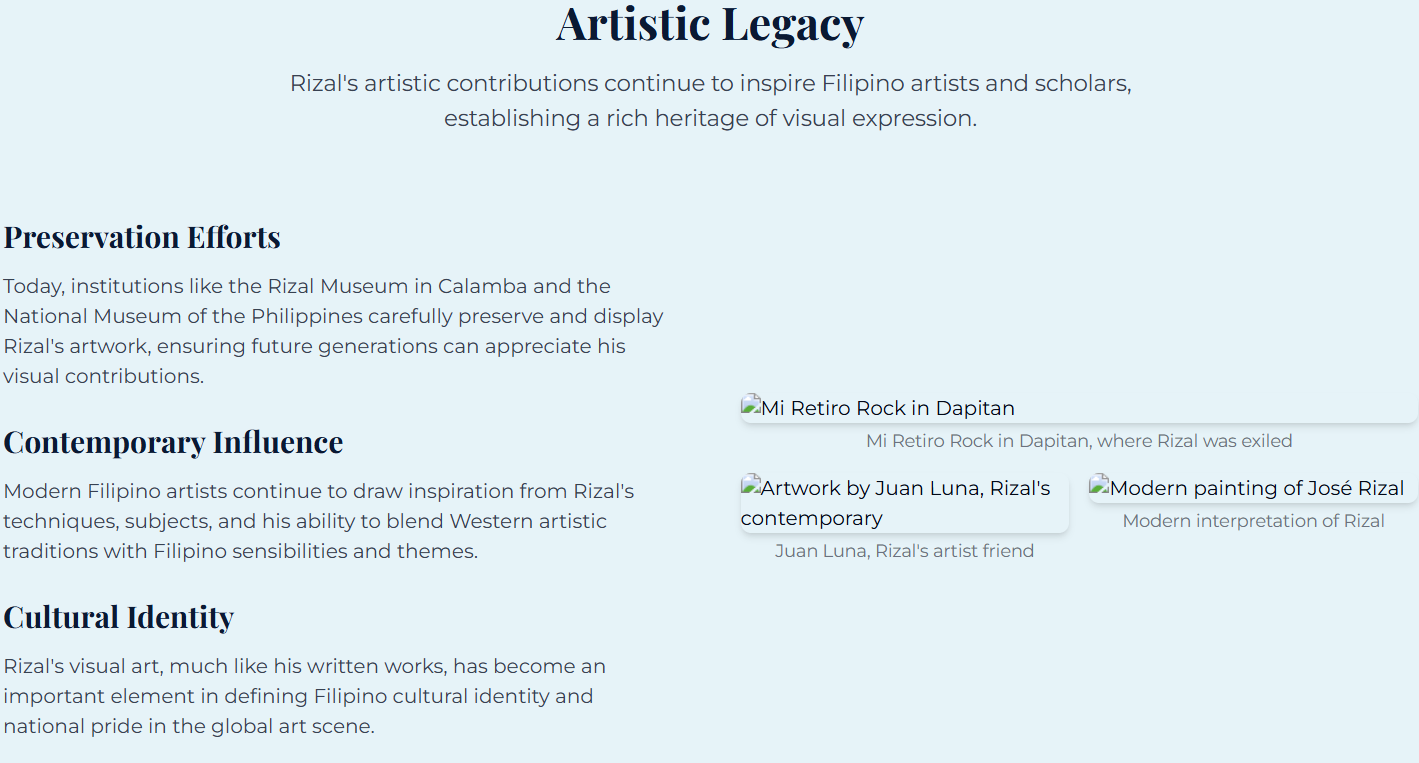 Artistic Legacy
Rizal's artistic contributions continue to inspire Filipino artists and scholars,
establishing a rich heritage of visual expression.
Preservation Efforts
Today, institutions like the Rizal Museum in Calamba and the
National Museum of the Philippines carefully preserve and display
Rizal's artwork, ensuring future generations can appreciate his
visual contributions.
Contemporary Influence
Modern Filipino artists continue to draw inspiration from Rizal's
techniques, subjects, and his ability to blend Western artistic
traditions with Filipino sensibilities and themes.
Cultural Identity
Rizal's visual art, much like his written works, has become an
important element in defining Filipino cultural identity and
national pride in the global art scene.
Mi Retiro Rock in Dapitan
Mi Retiro Rock in Dapitan, where Rizal was exiled
Artwork by Juan Luna, Rizal's
contemporary
Juan Luna, Rizal's artist friend
Modern painting of José Rizal
Modern interpretation of Rizal